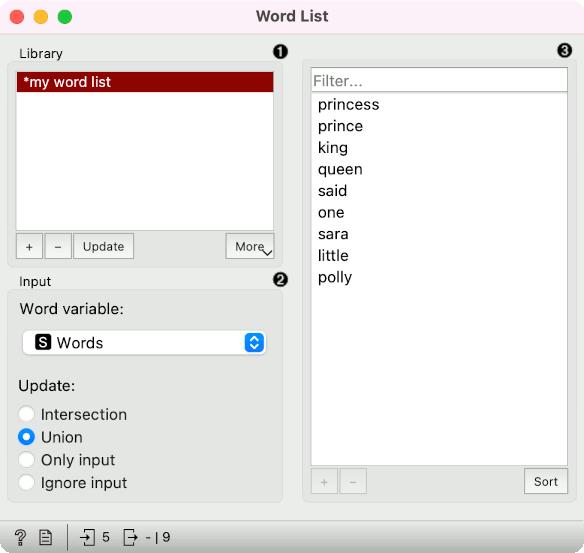 Word List
Library
❶
*my word list
+
−
Update
More
Input
❷
Word variable:
S Words
Update:
Intersection
Union
Only input
Ignore input
❸
Filter...
princess
prince
king
queen
said
one
sara
little
polly
+
−
Sort
?
5
- | 9